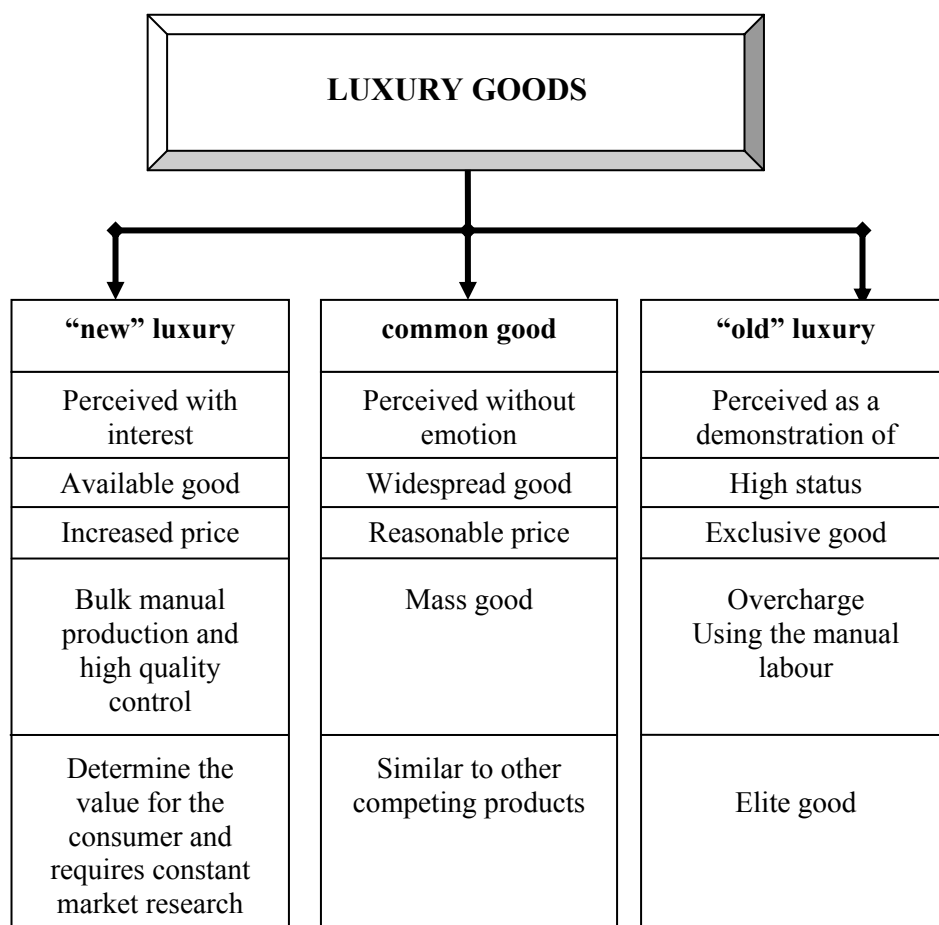 LUXURY GOODS
“new” luxury
Perceived with
interest
Available good
Increased price
Bulk manual
production and
high quality
control
Determine the
value for the
consumer and
requires constant
market research
common good
Perceived without
emotion
Widespread good
Reasonable price
Mass good
Similar to other
competing products
“old” luxury
Perceived as a
demonstration of
High status
Exclusive good
Overcharge
Using the manual
labour
Elite good